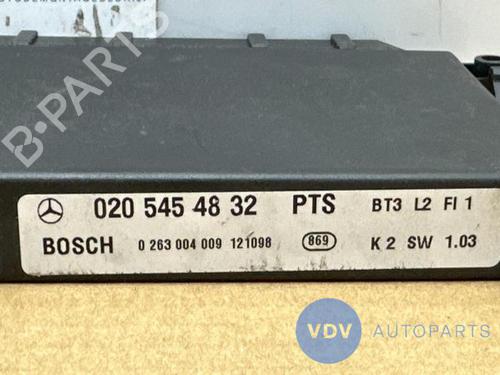 B-PARTS
020 545 48 32 PTS BT3 L2 FI 1
BOSCH 0 263 004 009 121098 869 K 2 SW 1.03
VDV AUTOPARTS